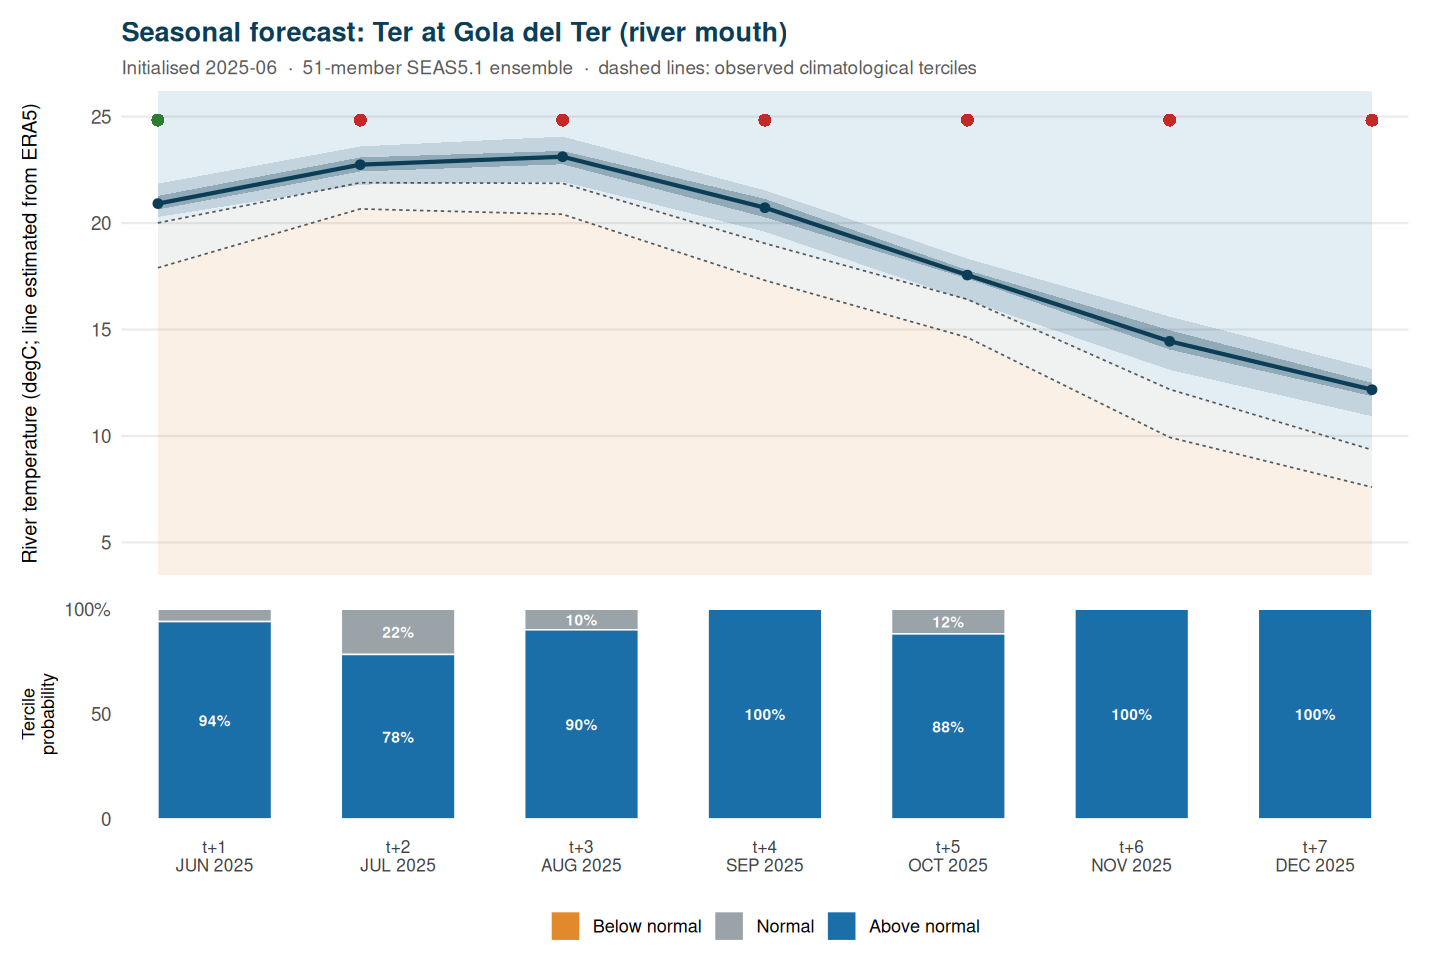 Seasonal forecast: Ter at Gola del Ter (river mouth)
Initialised 2025-06 · 51-member SEAS5.1 ensemble · dashed lines: observed climatological terciles
River temperature (degC; line estimated from ERA5)
25
20
15
10
5
Tercile
probability
100%
50
0
94%
22%
78%
10%
90%
100%
12%
88%
100%
100%
t+1
JUN 2025
t+2
JUL 2025
t+3
AUG 2025
t+4
SEP 2025
t+5
OCT 2025
t+6
NOV 2025
t+7
DEC 2025
Below normal
Normal
Above normal